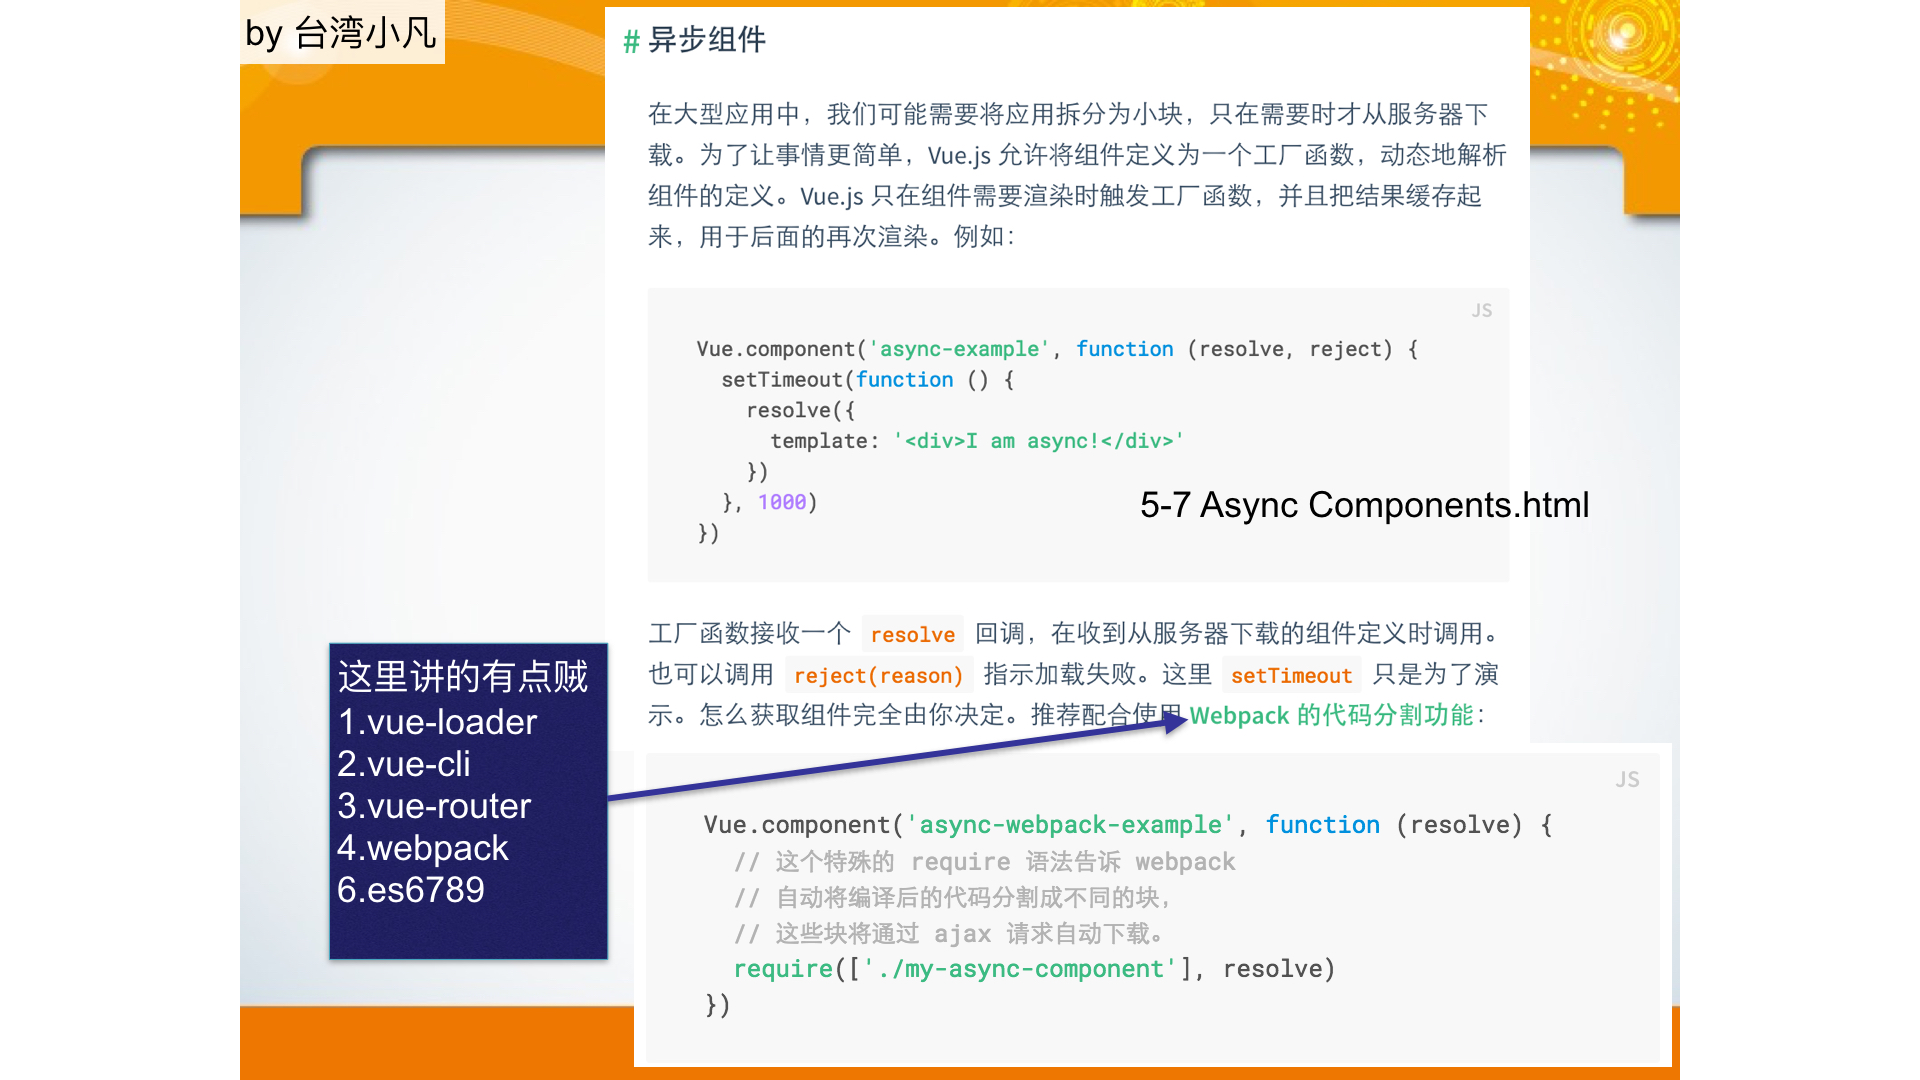 by 台湾小凡
# 异步组件
在大型应用中，我们可能需要将应用拆分为小块，只在需要时才从服务器下
载。为了让事情更简单，Vue.js 允许将组件定义为一个工厂函数，动态地解析
组件的定义。Vue.js 只在组件需要渲染时触发工厂函数，并且把结果缓存起
来，用于后面的再次渲染。例如：
JS
Vue.component('async-example', function (resolve, reject) {
  setTimeout(function () {
    resolve({
      template: '<div>I am async!</div>'
    })
  }, 1000)
})
5-7 Async Components.html
工厂函数接收一个 resolve 回调，在收到从服务器下载的组件定义时调用。
也可以调用 reject(reason) 指示加载失败。这里 setTimeout 只是为了演
示。怎么获取组件完全由你决定。推荐配合使用 Webpack 的代码分割功能：
这里讲的有点贼
1.vue-loader
2.vue-cli
3.vue-router
4.webpack
6.es6789
JS
Vue.component('async-webpack-example', function (resolve) {
  // 这个特殊的 require 语法告诉 webpack
  // 自动将编译后的代码分割成不同的块，
  // 这些块将通过 ajax 请求自动下载。
  require(['./my-async-component'], resolve)
})